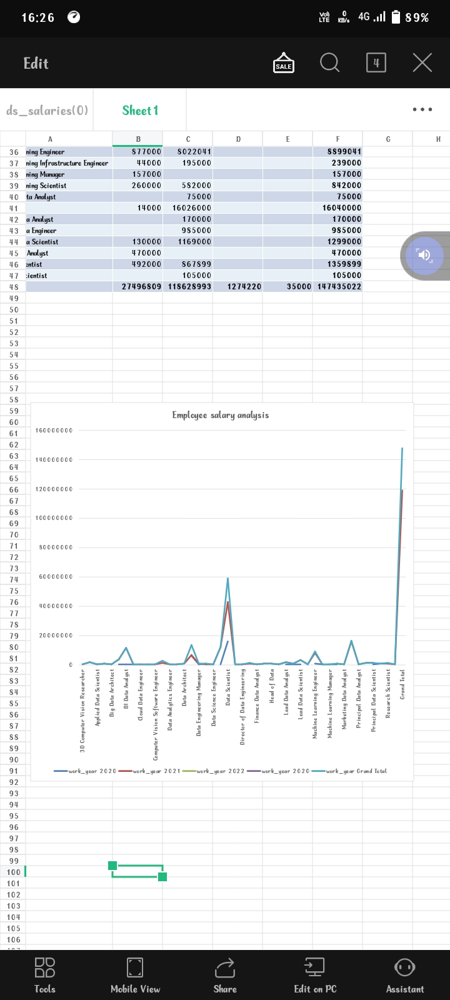 16:26 Vo) LTE 0 KB/s 4G 89%
Edit SALE 4
ds_salaries(0) Sheet1
A B C D E F G H
36 ning Engineer 877000 8022041 8899041
37 ning Infrastructure Engineer 44000 195000 239000
38 ning Manager 157000 157000
39 ning Scientist 260000 582000 842000
40 ta Analyst 75000 75000
41 14000 16026000 16040000
42 a Analyst 170000 170000
43 a Engineer 985000 985000
44 a Scientist 130000 1169000 1299000
45 Analyst 470000 470000
46 entist 492000 867899 1359899
47 cientist 105000 105000
48 27496809 118628993 1274220 35000 147435022
49
50
51
52
53
54
55
56
57
58
59
60
61
62
63
64
65
66
67
68
69
70
71
72
73
74
75
76
77
78
79
80
81
82
83
84
85
86
87
88
89
90
91
92
93
94
95
96
97
98
99
100
101
102
103
104
105
106
Employee salary analysis
160000000
140000000
120000000
100000000
80000000
60000000
40000000
20000000
0
3D Computer Vision Researcher
Applied Data Scientist
Big Data Architect
BI Data Analyst
Cloud Data Engineer
Computer Vision Software Engineer
Data Analytics Engineer
Data Architect
Data Engineering Manager
Data Science Engineer
Data Scientist
Director of Data Engineering
Finance Data Analyst
Head of Data
Lead Data Analyst
Lead Data Scientist
Machine Learning Engineer
Machine Learning Manager
Marketing Data Analyst
Principal Data Analyst
Principal Data Scientist
Research Scientist
Grand Total
work_year 2020 work_year 2021 work_year 2022 work_year 2020 work_year Grand Total
Tools Mobile View Share Edit on PC Assistant